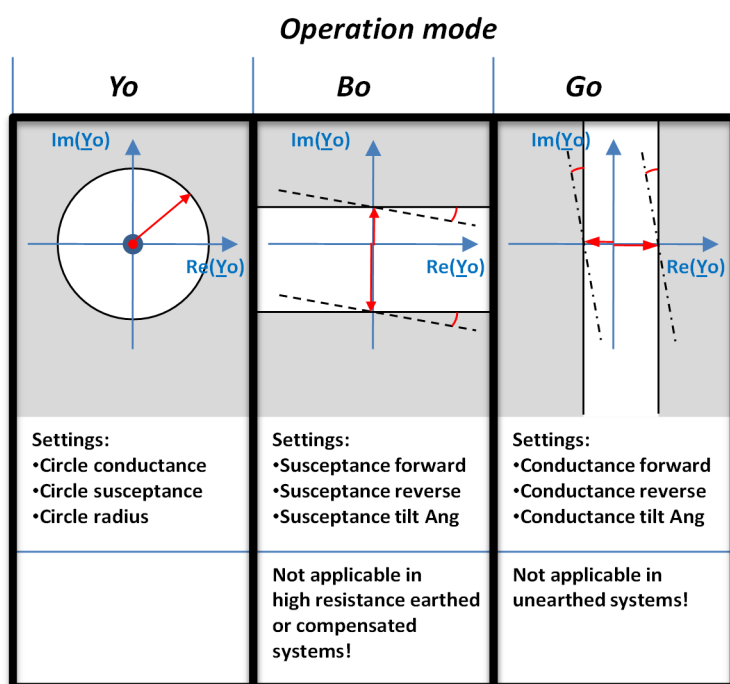 Operation mode
Yo
Bo
Go
Im(Yo)
Re(Yo)
Im(Yo)
Re(Yo)
Im(Yo)
Re(Yo)
Settings:
•Circle conductance
•Circle susceptance
•Circle radius
Settings:
•Susceptance forward
•Susceptance reverse
•Susceptance tilt Ang
Settings:
•Conductance forward
•Conductance reverse
•Conductance tilt Ang
Not applicable in
high resistance earthed
or compensated
systems!
Not applicable in
unearthed systems!